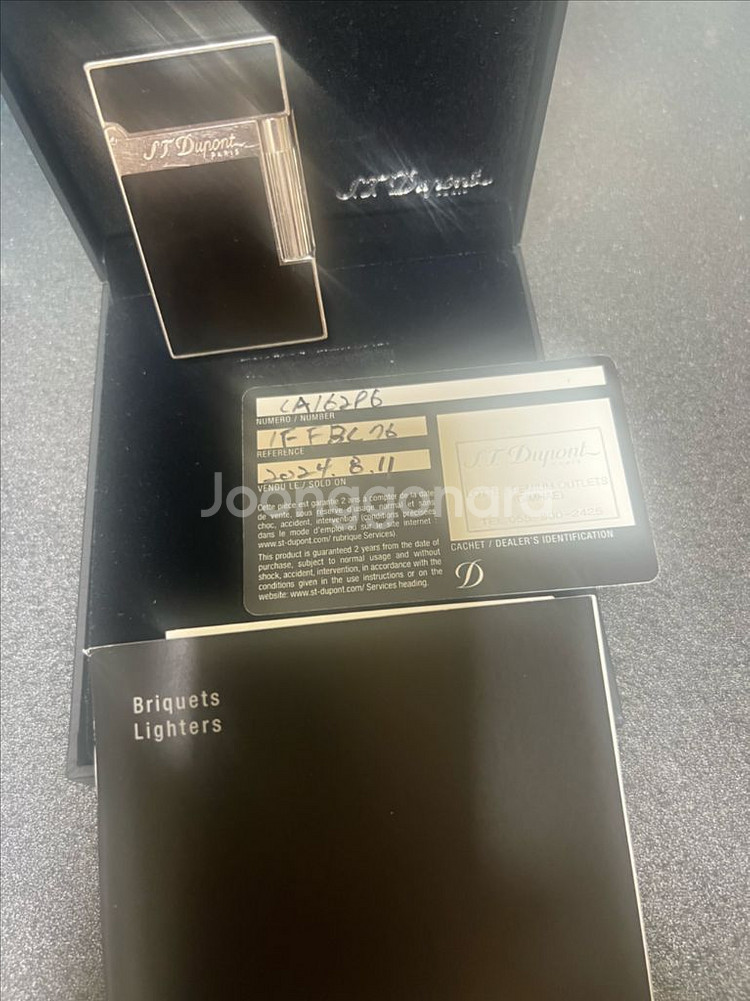 S.T. Dupont
PARIS
S.T. Dupont
PARIS
NUMERO / NUMBER
REFERENCE
2024. 8. 11
VENDU LE / SOLD ON
Joonggonara
Cette pièce est garantie 2 ans à compter de la date
de vente, sous réserve d'usage normal et sans
choc, accident, intervention (conditions précisées
dans le mode d'emploi ou sur le site internet :
www.st-dupont.com/ rubrique Services).
This product is guaranteed 2 years from the date of
purchase, subject to normal usage and without
shock, accident, intervention, in accordance with the
conditions given in the use instructions or on the
website: www.st-dupont.com/ Services heading.
S.T. Dupont
PARIS
OUTLETS
CACHET / DEALER'S IDENTIFICATION
D
Briquets
Lighters